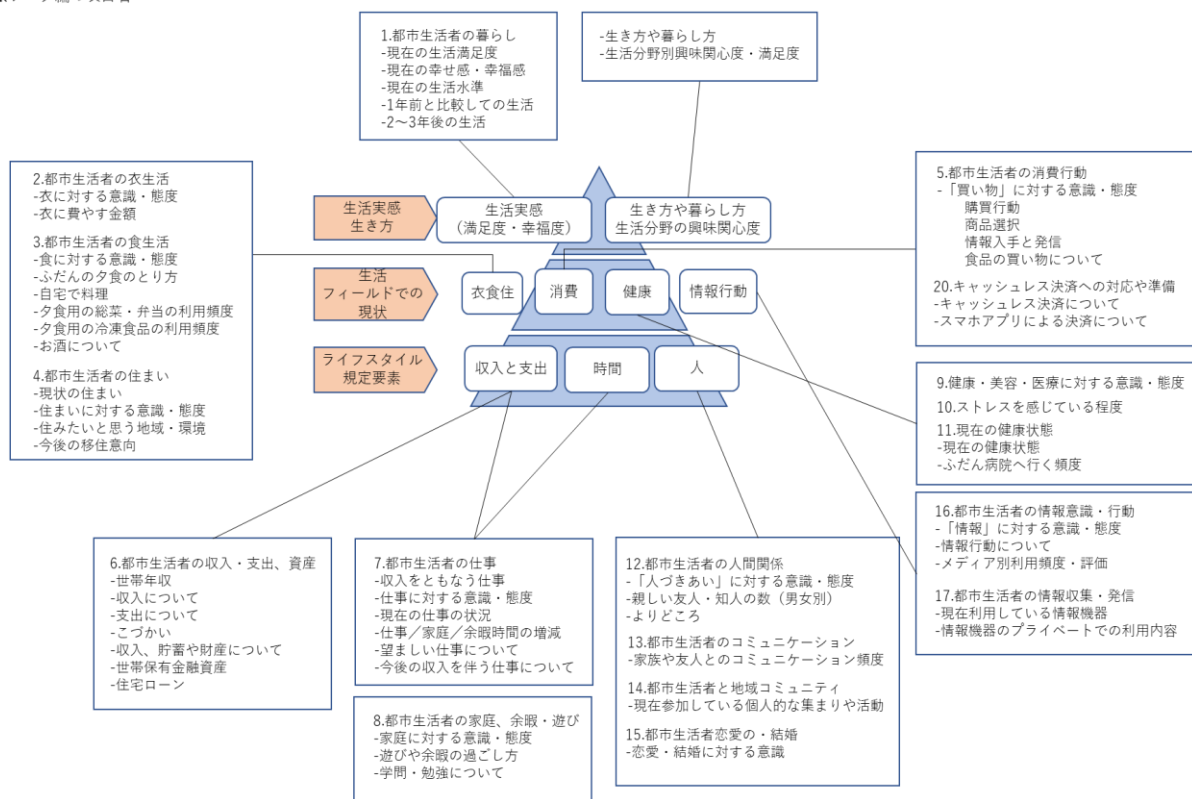 1.都市生活者の暮らし
-現在の生活満足度
-現在の幸せ感・幸福感
-現在の生活水準
-1年前と比較しての生活
-2〜3年後の生活
-生き方や暮らし方
-生活分野別興味関心度・満足度
2.都市生活者の衣生活
-衣に対する意識・態度
-衣に費やす金額
3.都市生活者の食生活
-食に対する意識・態度
-ふだんの夕食のとり方
-自宅で料理
-夕食用の総菜・弁当の利用頻度
-夕食用の冷凍食品の利用頻度
-お酒について
4.都市生活者の住まい
-現状の住まい
-住まいに対する意識・態度
-住みたいと思う地域・環境
-今後の移住意向
生活実感
生き方
生活実感
(満足度・幸福度)
生き方や暮らし方
生活分野の興味関心度
生活
フィールドでの
現状
衣食住
消費
健康
情報行動
ライフスタイル
規定要素
収入と支出
時間
人
5.都市生活者の消費行動
-「買い物」に対する意識・態度
購買行動
商品選択
情報入手と発信
食品の買い物について
20.キャッシュレス決済への対応や準備
-キャッシュレス決済について
-スマホアプリによる決済について
9.健康・美容・医療に対する意識・態度
10.ストレスを感じている程度
11.現在の健康状態
-現在の健康状態
-ふだん病院へ行く頻度
16.都市生活者の情報意識・行動
-「情報」に対する意識・態度
-情報行動について
-メディア別利用頻度・評価
17.都市生活者の情報収集・発信
-現在利用している情報機器
-情報機器のプライベートでの利用内容
6.都市生活者の収入・支出、資産
-世帯年収
-収入について
-支出について
-こづかい
-収入、貯蓄や財産について
-世帯保有金融資産
-住宅ローン
7.都市生活者の仕事
-収入をともなう仕事
-仕事に対する意識・態度
-現在の仕事の状況
-仕事／家庭／余暇時間の増減
-望ましい仕事について
-今後の収入を伴う仕事について
8.都市生活者の家庭、余暇・遊び
-家庭に対する意識・態度
-遊びや余暇の過ごし方
-学問・勉強について
12.都市生活者の人間関係
-「人づきあい」に対する意識・態度
-親しい友人・知人の数（男女別）
-よりどころ
13.都市生活者のコミュニケーション
-家族や友人とのコミュニケーション頻度
14.都市生活者と地域コミュニティ
-現在参加している個人的な集まりや活動
15.都市生活者恋愛の・結婚
-恋愛・結婚に対する意識